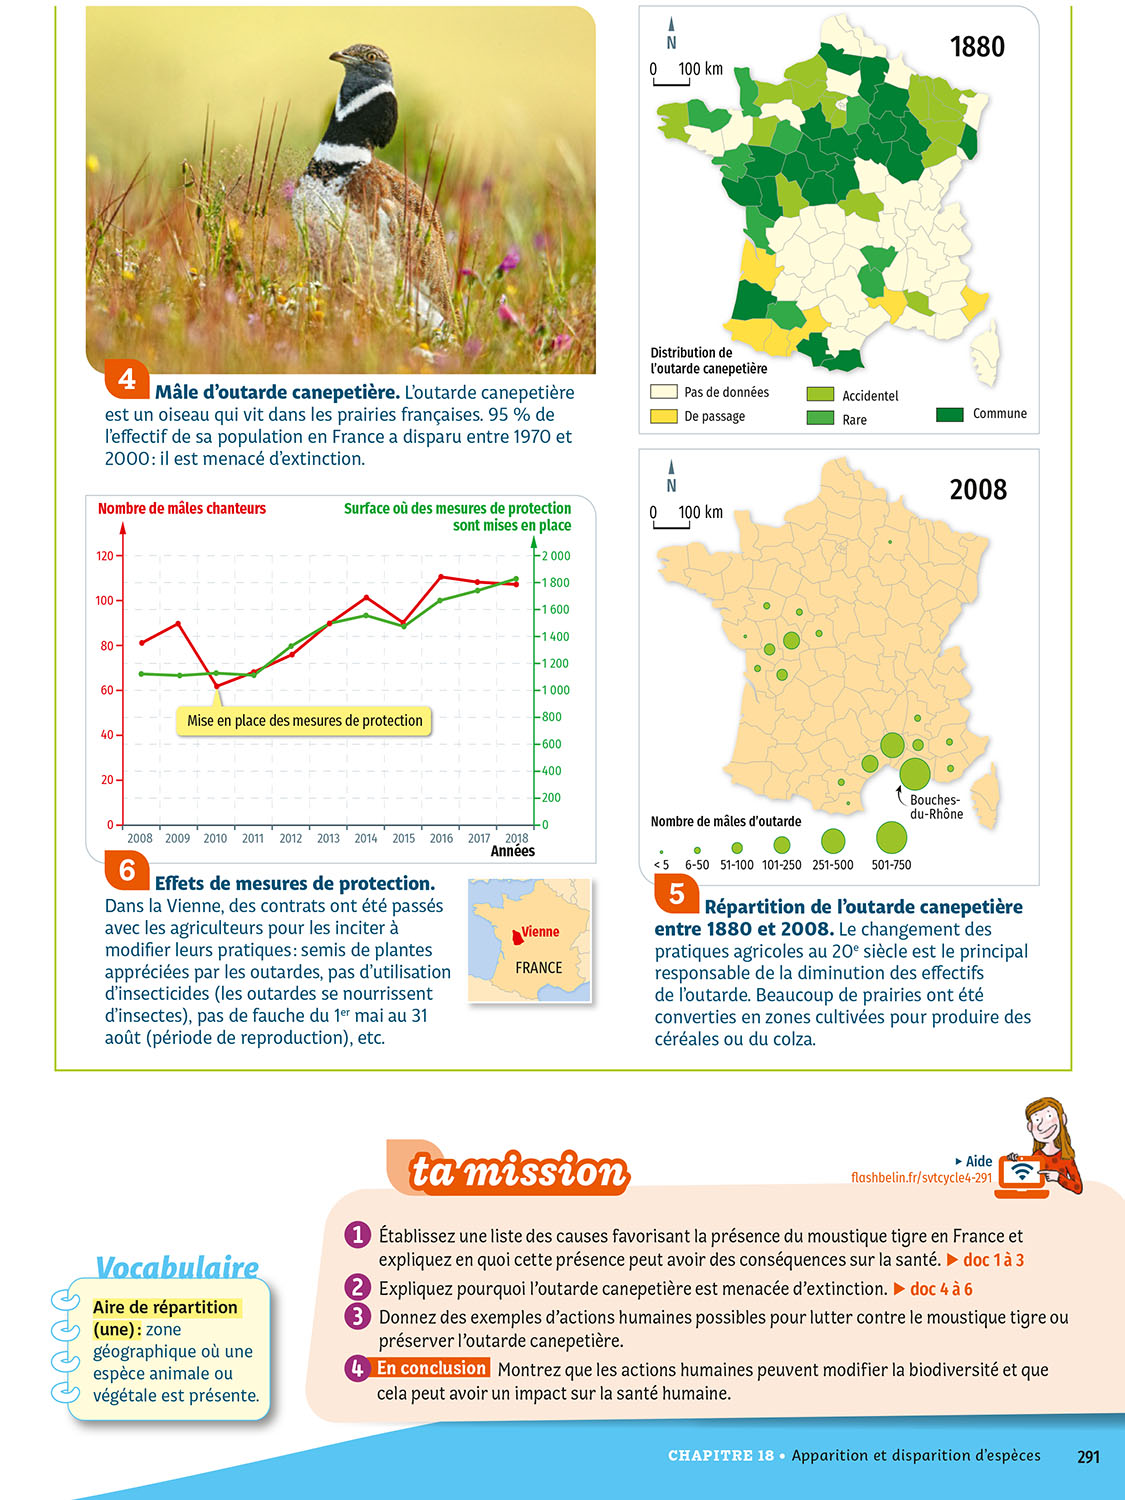 4 Mâle d'outarde canepetière. L'outarde canepetière
est un oiseau qui vit dans les prairies françaises. 95 % de
l'effectif de sa population en France a disparu entre 1970 et
2000 : il est menacé d'extinction.
N
1880
0 100 km
Distribution de
l'outarde canepetière
Pas de données
De passage
Accidentel
Rare
Commune
N
2008
0 100 km
Bouches-
du-Rhône
Nombre de mâles d'outarde
< 5 6-50 51-100 101-250 251-500 501-750
5 Répartition de l'outarde canepetière
entre 1880 et 2008. Le changement des
pratiques agricoles au 20e siècle est le principal
responsable de la diminution des effectifs
de l'outarde. Beaucoup de prairies ont été
converties en zones cultivées pour produire des
céréales ou du colza.
Nombre de mâles chanteurs
Surface où des mesures de protection
sont mises en place
120
100
80
60
40
20
0
2 000
1 800
1 600
1 400
1 200
1 000
800
600
400
200
0
Mise en place des mesures de protection
2008 2009 2010 2011 2012 2013 2014 2015 2016 2017 2018
Années
6 Effets de mesures de protection.
Dans la Vienne, des contrats ont été passés
avec les agriculteurs pour les inciter à
modifier leurs pratiques : semis de plantes
appréciées par les outardes, pas d'utilisation
d'insecticides (les outardes se nourrissent
d'insectes), pas de fauche du 1er mai au 31
août (période de reproduction), etc.
Vienne
FRANCE
ta mission
▸ Aide
flashbelin.fr/svtcycle4-291
1 Établissez une liste des causes favorisant la présence du moustique tigre en France et
expliquez en quoi cette présence peut avoir des conséquences sur la santé. ▶ doc 1 à 3
2 Expliquez pourquoi l'outarde canepetière est menacée d'extinction. ▶ doc 4 à 6
3 Donnez des exemples d'actions humaines possibles pour lutter contre le moustique tigre ou
préserver l'outarde canepetière.
4 En conclusion Montrez que les actions humaines peuvent modifier la biodiversité et que
cela peut avoir un impact sur la santé humaine.
Vocabulaire
Aire de répartition
(une) : zone
géographique où une
espèce animale ou
végétale est présente.
CHAPITRE 18 • Apparition et disparition d'espèces 291